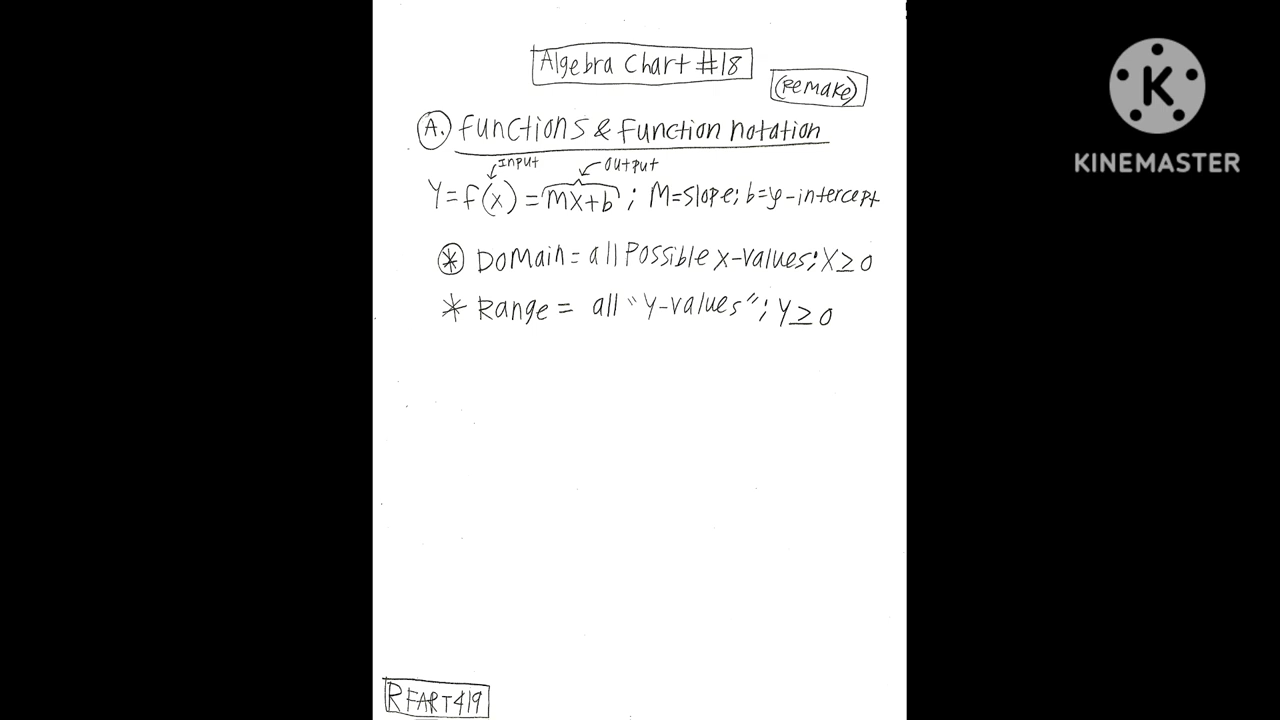 Algebra Chart #18
(Remake)
K
KINEMASTER
A. Functions & Function notation
Input
Output
Y=f(x)=mx+b; M=slope; b=y-intercept
* Domain= all Possible x-values; X≥0
* Range= all "Y-values"; Y≥0
RFART419